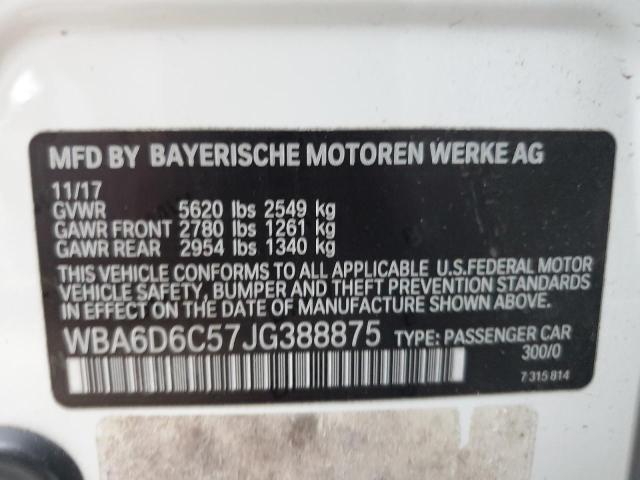 MFD BY BAYERISCHE MOTOREN WERKE AG
11/17
GVWR 5620 lbs 2549 kg
GAWR FRONT 2780 lbs 1261 kg
GAWR REAR 2954 lbs 1340 kg
THIS VEHICLE CONFORMS TO ALL APPLICABLE U.S.FEDERAL MOTOR
VEHICLE SAFETY, BUMPER AND THEFT PREVENTION STANDARDS
IN EFFECT ON THE DATE OF MANUFACTURE SHOWN ABOVE.
WBA6D6C57JG388875 TYPE: PASSENGER CAR
300/0
7 315 814